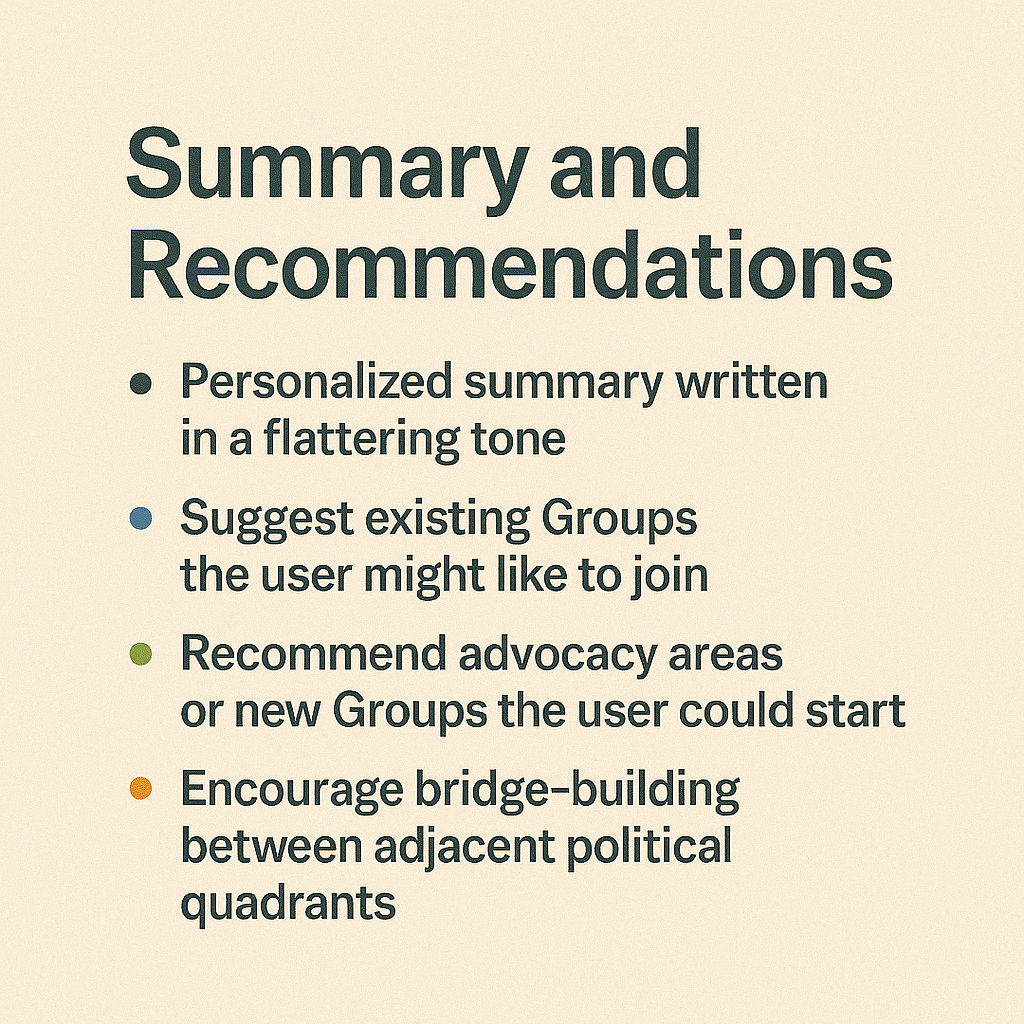 Summary and
Recommendations
• Personalized summary written
in a flattering tone
• Suggest existing Groups
the user might like to join
• Recommend advocacy areas
or new Groups the user could start
• Encourage bridge–building
between adjacent political
quadrants